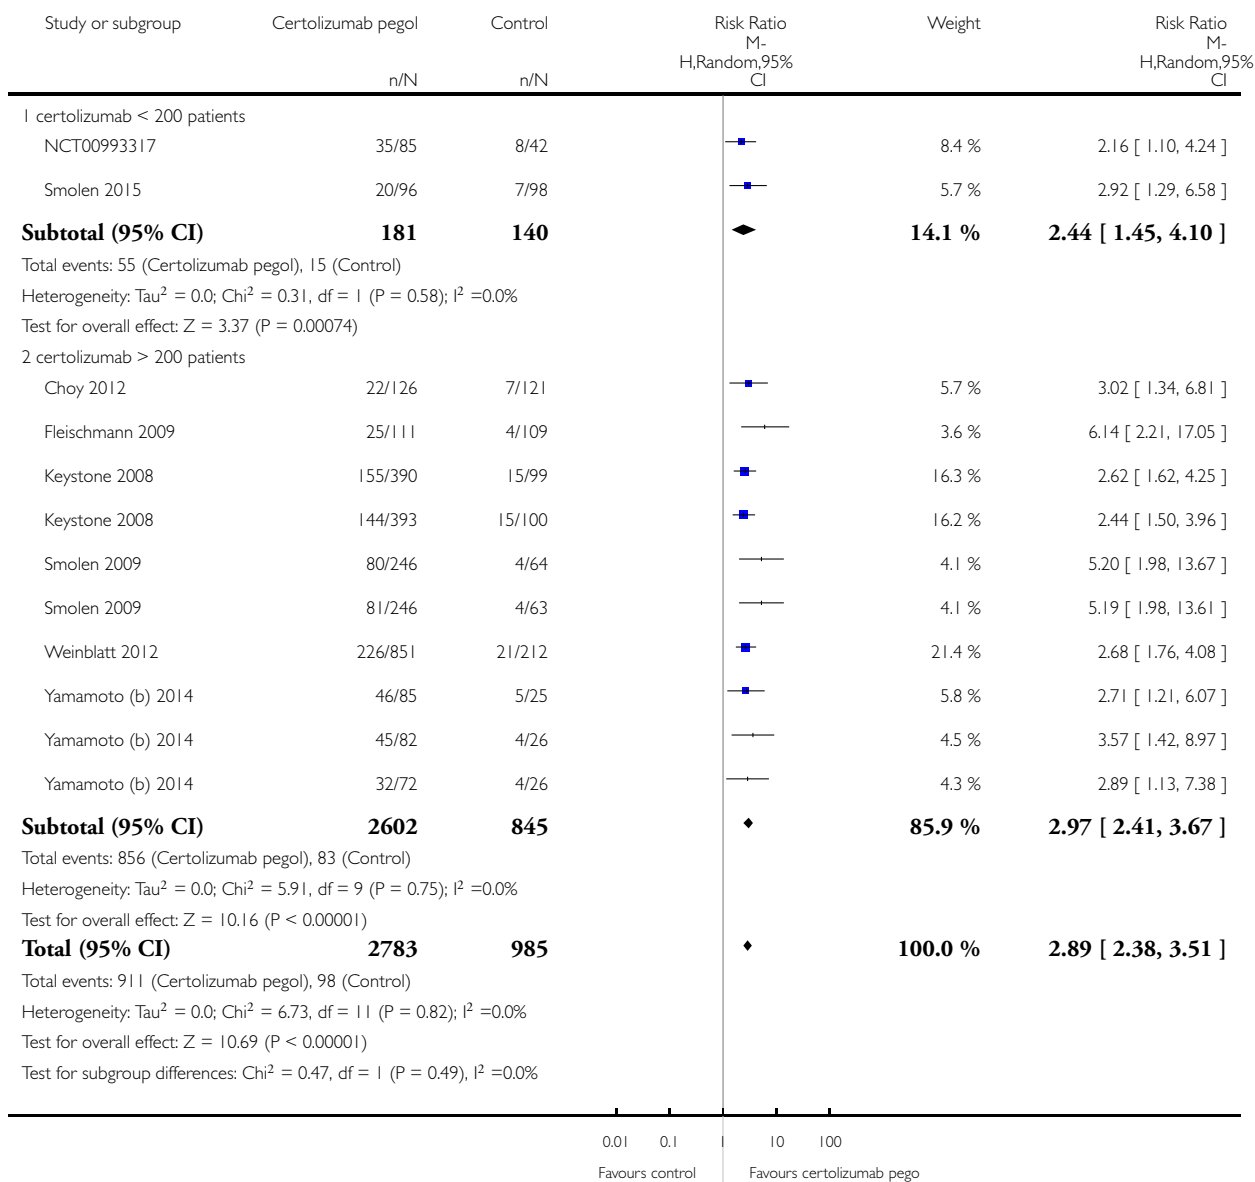 Study or subgroup Certolizumab pegol Control Risk Ratio Weight Risk Ratio
M- M-
H,Random,95% H,Random,95%
n/N n/N CI CI
1 certolizumab < 200 patients
NCT00993317 35/85 8/42 8.4 % 2.16 [ 1.10, 4.24 ]
Smolen 2015 20/96 7/98 5.7 % 2.92 [ 1.29, 6.58 ]
Subtotal (95% CI) 181 140 14.1 % 2.44 [ 1.45, 4.10 ]
Total events: 55 (Certolizumab pegol), 15 (Control)
Heterogeneity: Tau² = 0.0; Chi² = 0.31, df = 1 (P = 0.58); I² =0.0%
Test for overall effect: Z = 3.37 (P = 0.00074)
2 certolizumab > 200 patients
Choy 2012 22/126 7/121 5.7 % 3.02 [ 1.34, 6.81 ]
Fleischmann 2009 25/111 4/109 3.6 % 6.14 [ 2.21, 17.05 ]
Keystone 2008 155/390 15/99 16.3 % 2.62 [ 1.62, 4.25 ]
Keystone 2008 144/393 15/100 16.2 % 2.44 [ 1.50, 3.96 ]
Smolen 2009 80/246 4/64 4.1 % 5.20 [ 1.98, 13.67 ]
Smolen 2009 81/246 4/63 4.1 % 5.19 [ 1.98, 13.61 ]
Weinblatt 2012 226/851 21/212 21.4 % 2.68 [ 1.76, 4.08 ]
Yamamoto (b) 2014 46/85 5/25 5.8 % 2.71 [ 1.21, 6.07 ]
Yamamoto (b) 2014 45/82 4/26 4.5 % 3.57 [ 1.42, 8.97 ]
Yamamoto (b) 2014 32/72 4/26 4.3 % 2.89 [ 1.13, 7.38 ]
Subtotal (95% CI) 2602 845 85.9 % 2.97 [ 2.41, 3.67 ]
Total events: 856 (Certolizumab pegol), 83 (Control)
Heterogeneity: Tau² = 0.0; Chi² = 5.91, df = 9 (P = 0.75); I² =0.0%
Test for overall effect: Z = 10.16 (P < 0.00001)
Total (95% CI) 2783 985 100.0 % 2.89 [ 2.38, 3.51 ]
Total events: 911 (Certolizumab pegol), 98 (Control)
Heterogeneity: Tau² = 0.0; Chi² = 6.73, df = 11 (P = 0.82); I² =0.0%
Test for overall effect: Z = 10.69 (P < 0.00001)
Test for subgroup differences: Chi² = 0.47, df = 1 (P = 0.49), I² =0.0%
0.01 0.1 1 10 100
Favours control Favours certolizumab pego